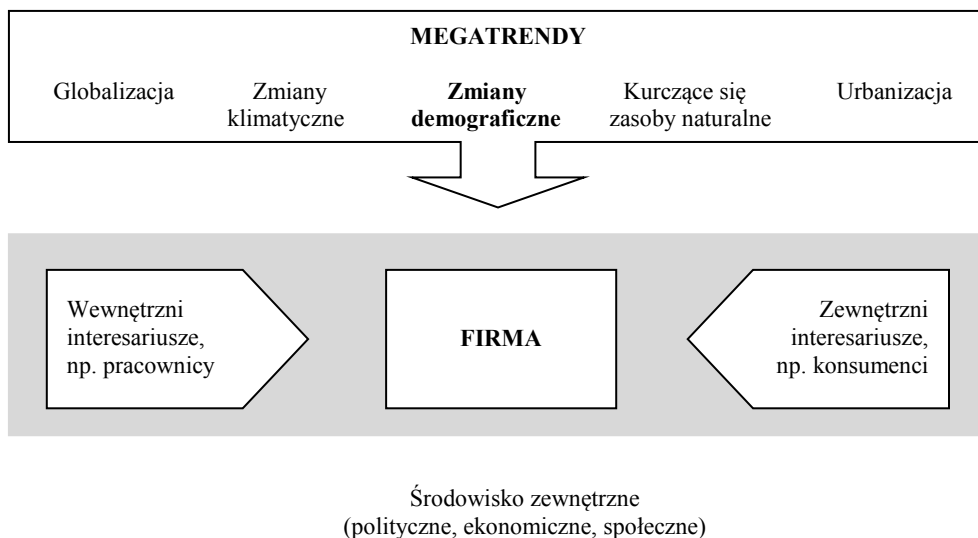 MEGATRENDY
Globalizacja
Zmiany
klimatyczne
Zmiany
demograficzne
Kurczące się
zasoby naturalne
Urbanizacja
Wewnętrzni
interesariusze,
np. pracownicy
FIRMA
Zewnętrzni
interesariusze,
np. konsumenci
Środowisko zewnętrzne
(polityczne, ekonomiczne, społeczne)